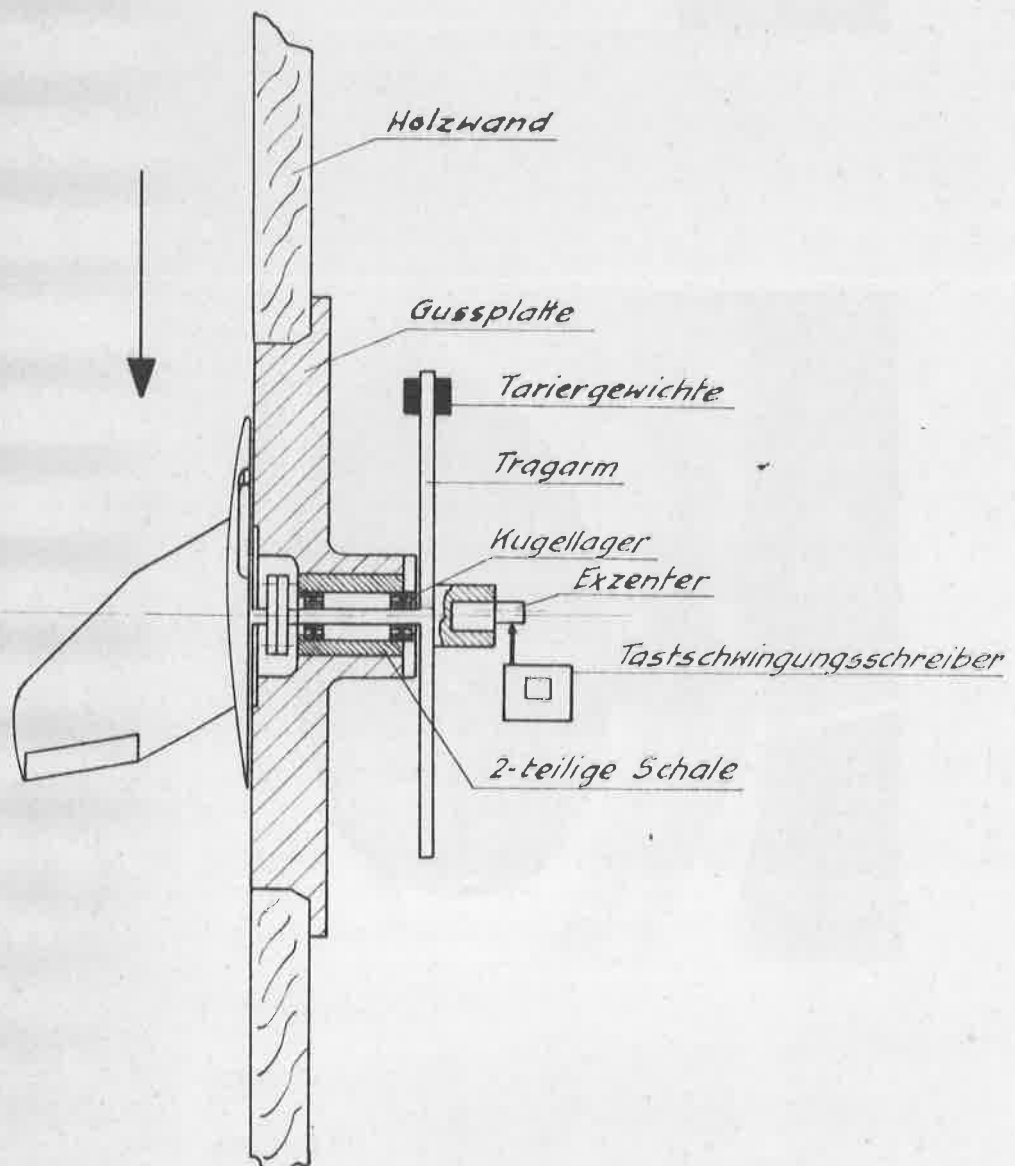 Holzwand
Gussplatte
Tariergewichte
Tragarm
Kugellager
Exzenter
Tastschwingungsschreiber
2-teilige Schale